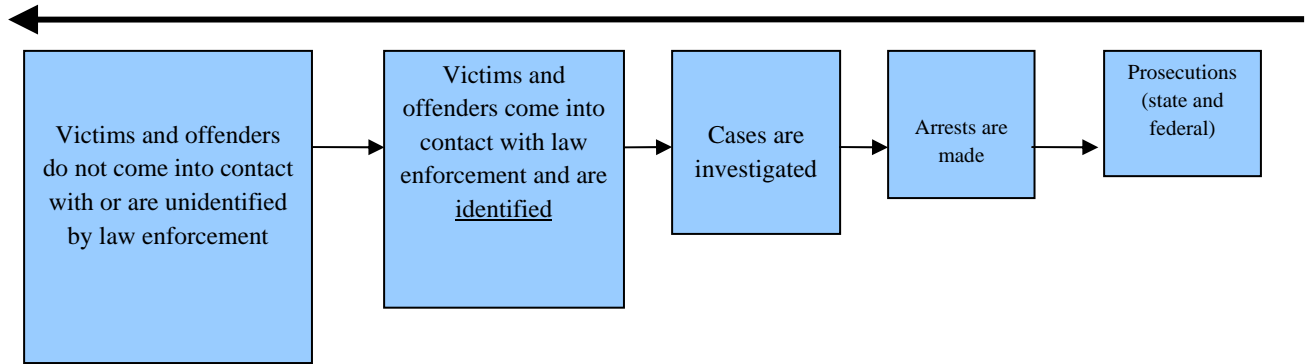 Victims and offenders
do not come into contact
with or are unidentified
by law enforcement
Victims and
offenders come into
contact with law
enforcement and are
identified
Cases are
investigated
Arrests are
made
Prosecutions
(state and
federal)